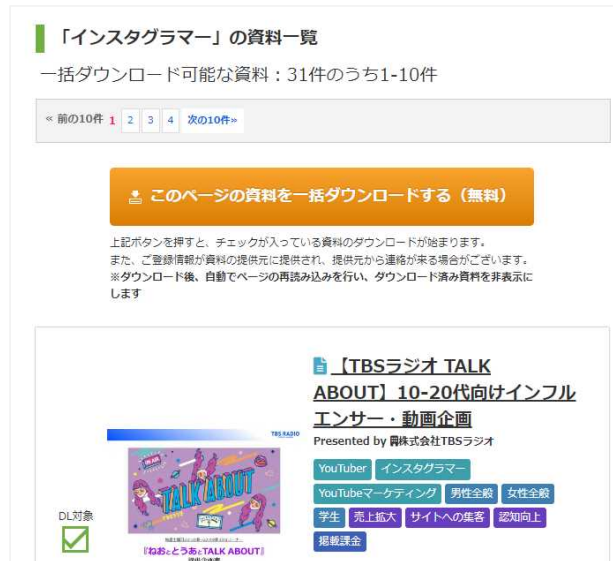 「インスタグラマー」の資料一覧
一括ダウンロード可能な資料：31件のうち1-10件
« 前の10件 1 2 3 4 次の10件»
このページの資料を一括ダウンロードする（無料）
上記ボタンを押すと、チェックが入っている資料のダウンロードが始まります。
また、ご登録情報が資料の提供元に提供され、提供元から連絡が来る場合がございます。
※ダウンロード後、自動でページの再読み込みを行い、ダウンロード済み資料を非表示に
します
【TBSラジオ TALK
ABOUT】10-20代向けインフル
エンサー・動画企画
Presented by 株式会社TBSラジオ
YouTuber インスタグラマー
YouTubeマーケティング 男性全般 女性全般
学生 売上拡大 サイトへの集客 認知向上
掲載課金
DL対象
TBS RADIO
ON AIR
TALK ABOUT
『ねおととうあとTALK ABOUT』